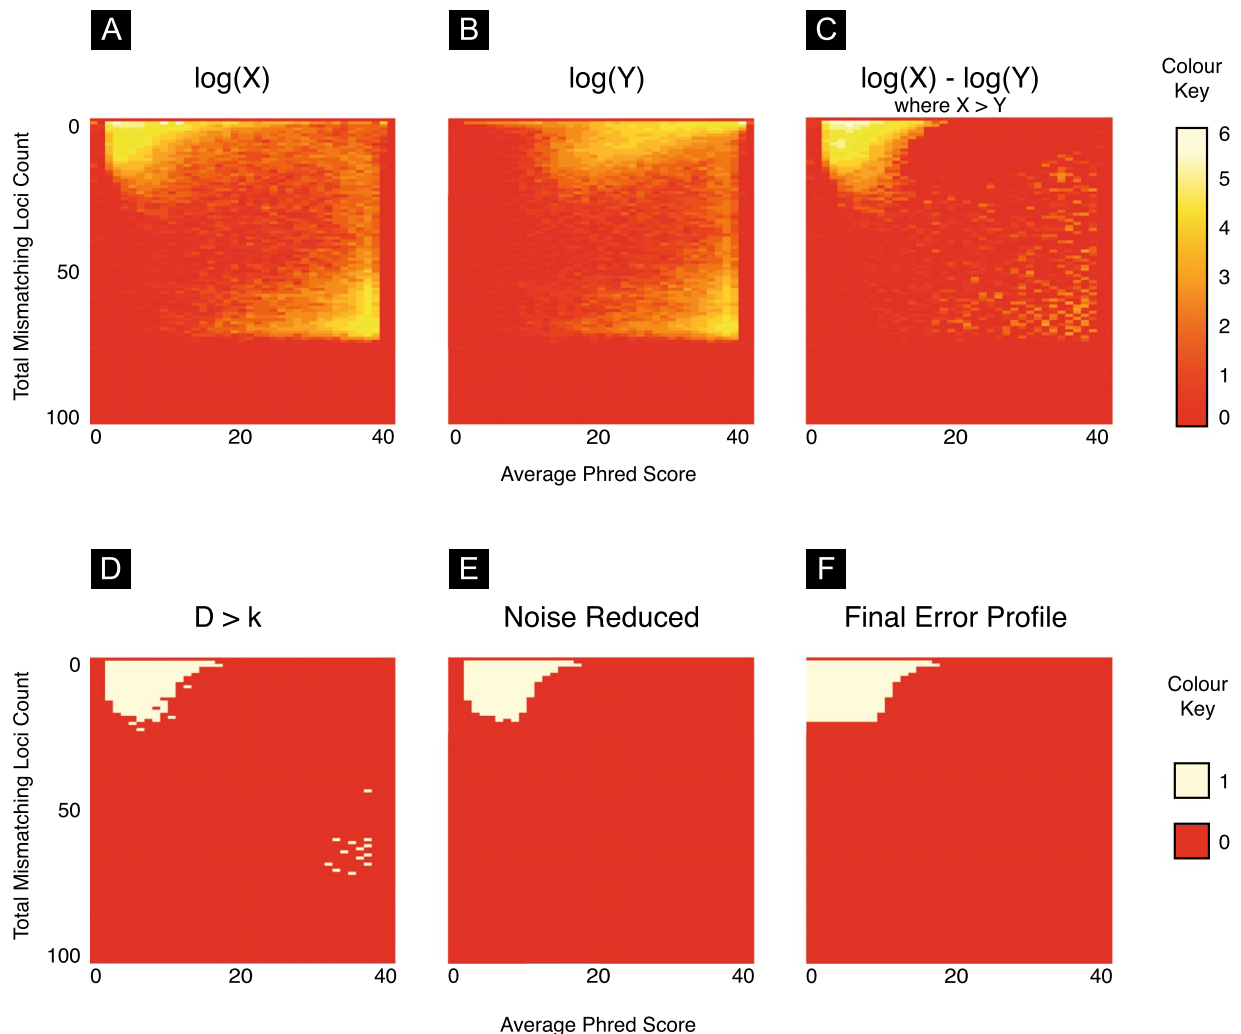 A
B
C
log(X)
log(Y)
log(X) - log(Y)
where X > Y
Colour
Key
Total Mismatching Loci Count
0
50
100
0 20 40
0 20 40
0 20 40
6
5
4
3
2
1
0
Average Phred Score
D
E
F
D > k
Noise Reduced
Final Error Profile
Total Mismatching Loci Count
0
50
100
0 20 40
0 20 40
0 20 40
Colour
Key
1
0
Average Phred Score